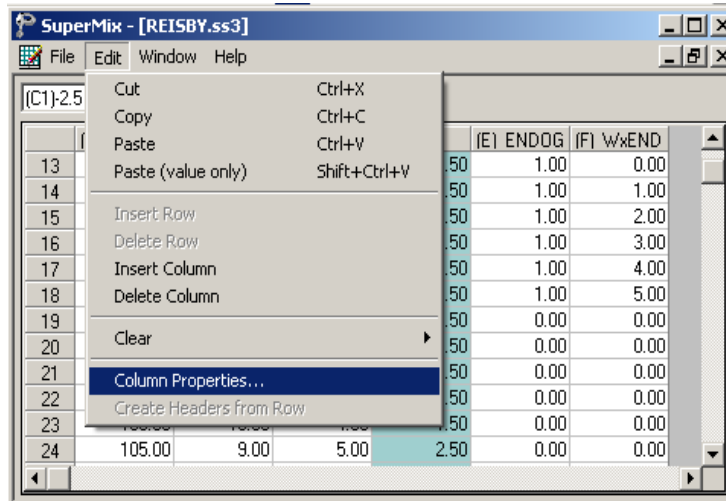 SuperMix - [REISBY.ss3]
File Edit Window Help
(C1)-2.5
Cut Ctrl+X
Copy Ctrl+C
Paste Ctrl+V
Paste (value only) Shift+Ctrl+V
Insert Row
Delete Row
Insert Column
Delete Column
Clear
Column Properties...
Create Headers from Row
(E) ENDOG (F) WxEND
13 .50 1.00 0.00
14 .50 1.00 1.00
15 .50 1.00 2.00
16 .50 1.00 3.00
17 .50 1.00 4.00
18 .50 1.00 5.00
19 .50 0.00 0.00
20 .50 0.00 0.00
21 .50 0.00 0.00
22 .50 0.00 0.00
23 .50 0.00 0.00
24 105.00 9.00 5.00 2.50 0.00 0.00